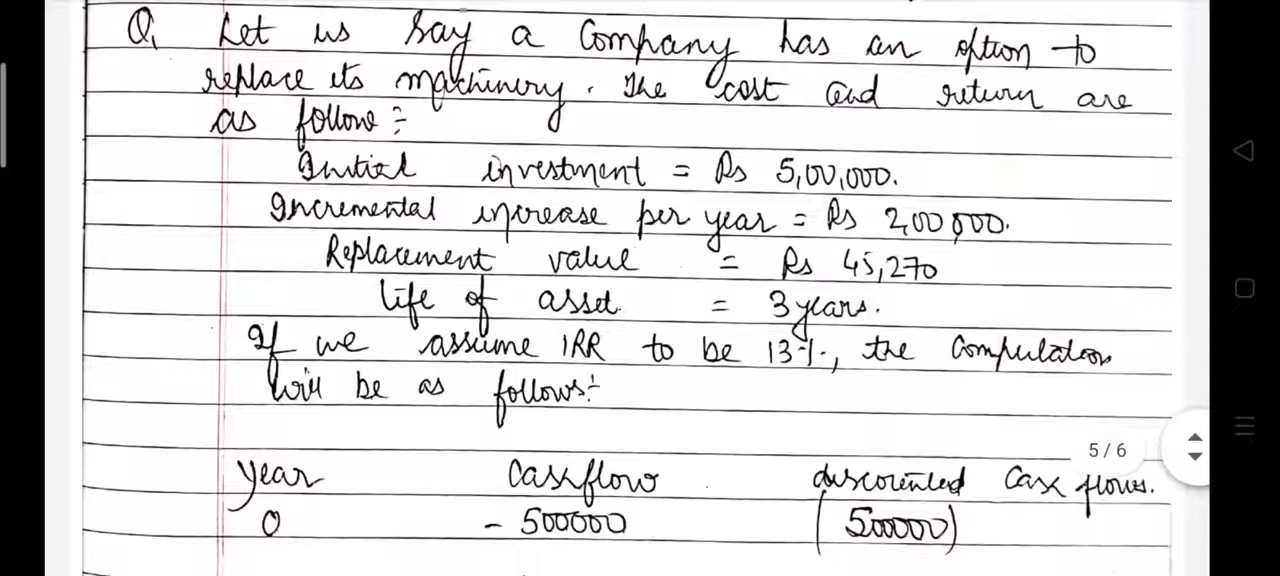 Q. Let us say a Company has an option to
replace its machinery. The cost and return are
as follow :-
Initial investment = Rs 5,00,000.
Incremental increase per year = Rs 2,00,000.
Replacement value = Rs 45,270
life of asset. = 3 years.
If we assume IRR to be 13%, the Computation
will be as follows:-
5 / 6
year Cashflow discounted Cash flows.
0 - 500000 (500000)